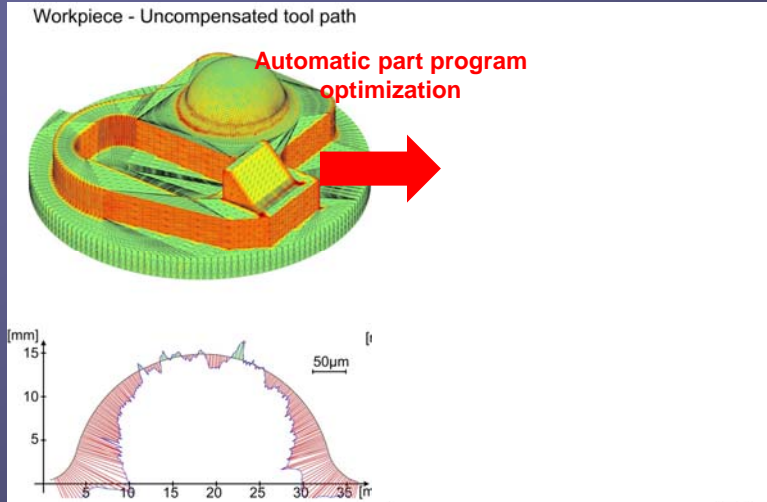 Workpiece - Uncompensated tool path
Automatic part program
optimization
[mm]
15
10
5
50µm
5 10 15 20 25 30 35